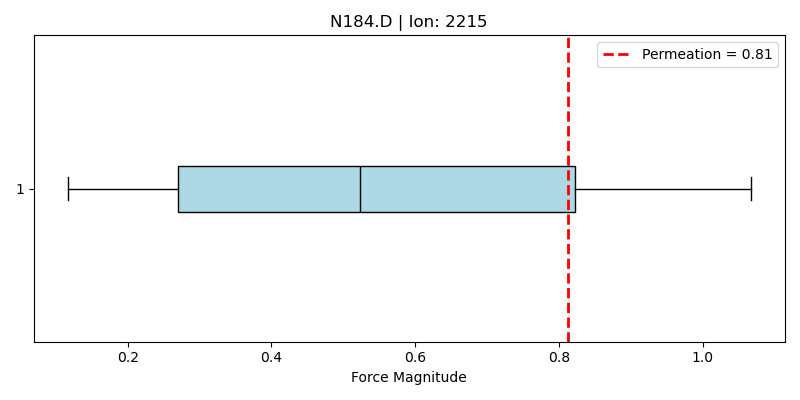 N184.D | Ion: 2215
Permeation = 0.81
1
0.2 0.4 0.6 0.8 1.0
Force Magnitude